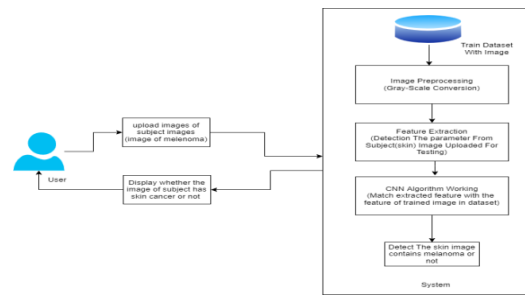 Train Dataset
With Image
Image Preprocessing
(Gray-Scale Conversion)
upload images of
subject images
(image of melenoma)
Feature Extraction
(Detection The parameter From
Subject(skin) Image Uploaded For
Testing)
User
Display whether the
image of subject has
skin cancer or not
CNN Algorithm Working
(Match extracted feature with the
feature of trained image in dataset)
Detect The skin image
contains melanoma or
not
System